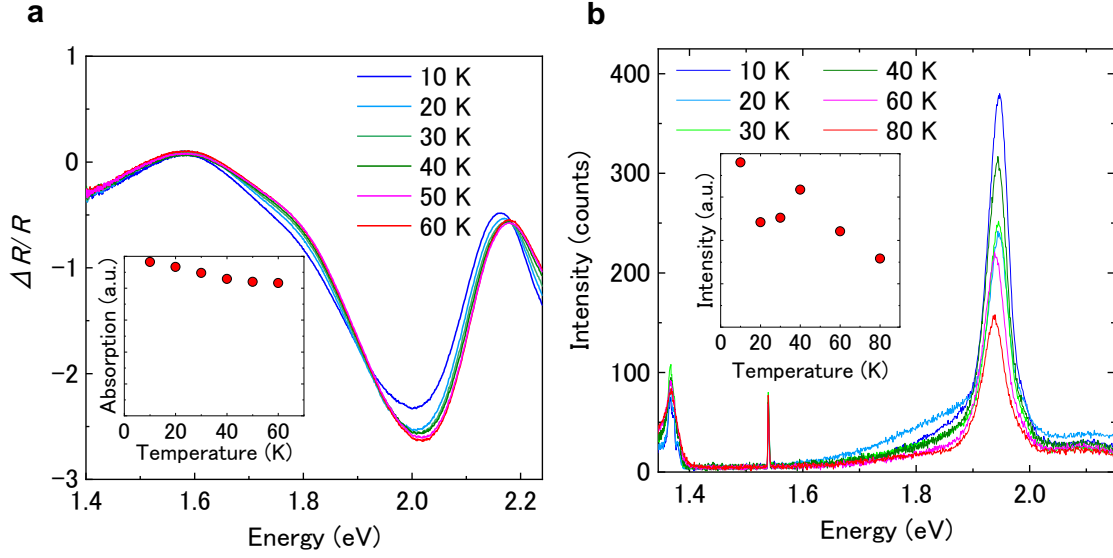 a
ΔR/R
1
0
−1
−2
−3
10 K
20 K
30 K
40 K
50 K
60 K
Absorption (a.u.)
0 20 40 60
Temperature (K)
1.4 1.6 1.8 2.0 2.2
Energy (eV)
b
Intensity (counts)
400
300
200
100
0
10 K 40 K
20 K 60 K
30 K 80 K
Intensity (a.u.)
0 20 40 60 80
Temperature (K)
1.4 1.6 1.8 2.0
Energy (eV)